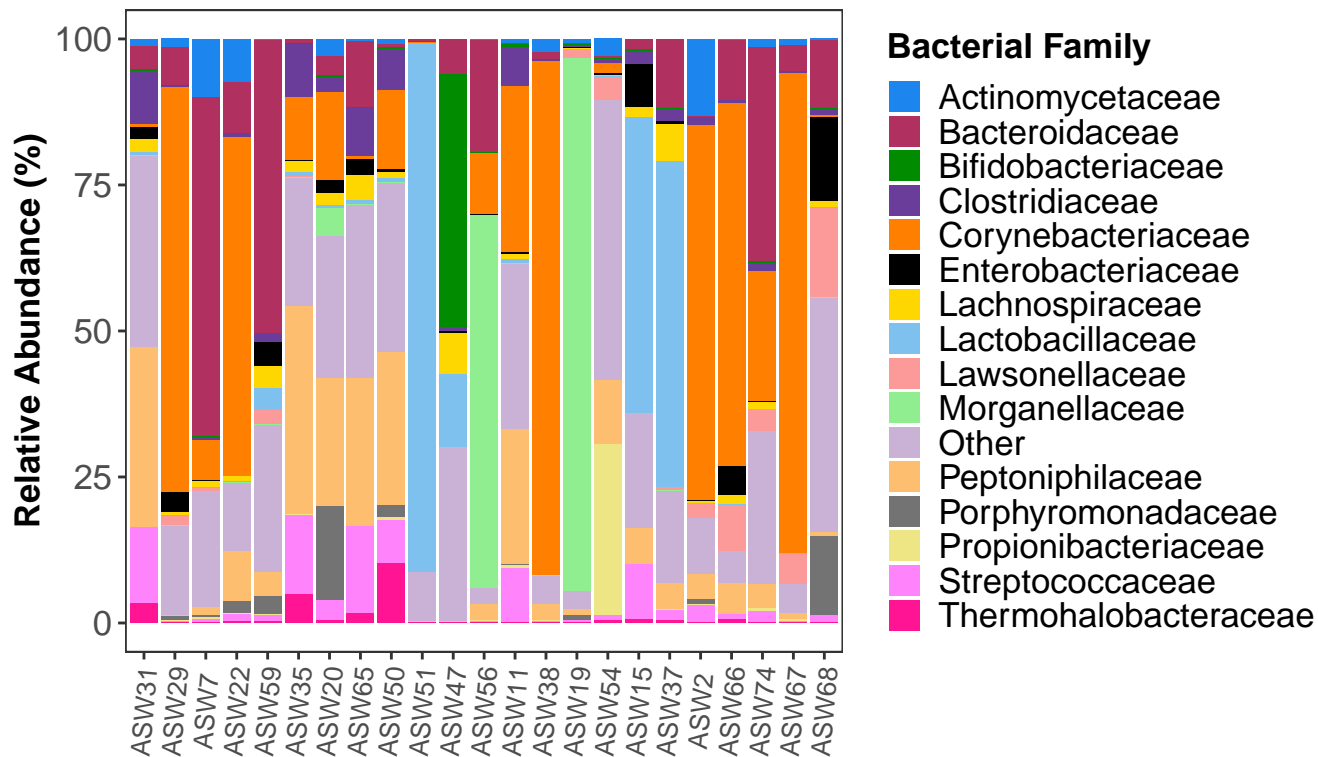 Relative Abundance (%)
100
75
50
25
0
ASW31
ASW29
ASW7
ASW22
ASW59
ASW35
ASW20
ASW65
ASW50
ASW51
ASW47
ASW56
ASW11
ASW38
ASW19
ASW54
ASW15
ASW37
ASW2
ASW66
ASW74
ASW67
ASW68
Bacterial Family
Actinomycetaceae
Bacteroidaceae
Bifidobacteriaceae
Clostridiaceae
Corynebacteriaceae
Enterobacteriaceae
Lachnospiraceae
Lactobacillaceae
Lawsonellaceae
Morganellaceae
Other
Peptoniphilaceae
Porphyromonadaceae
Propionibacteriaceae
Streptococcaceae
Thermohalobacteraceae